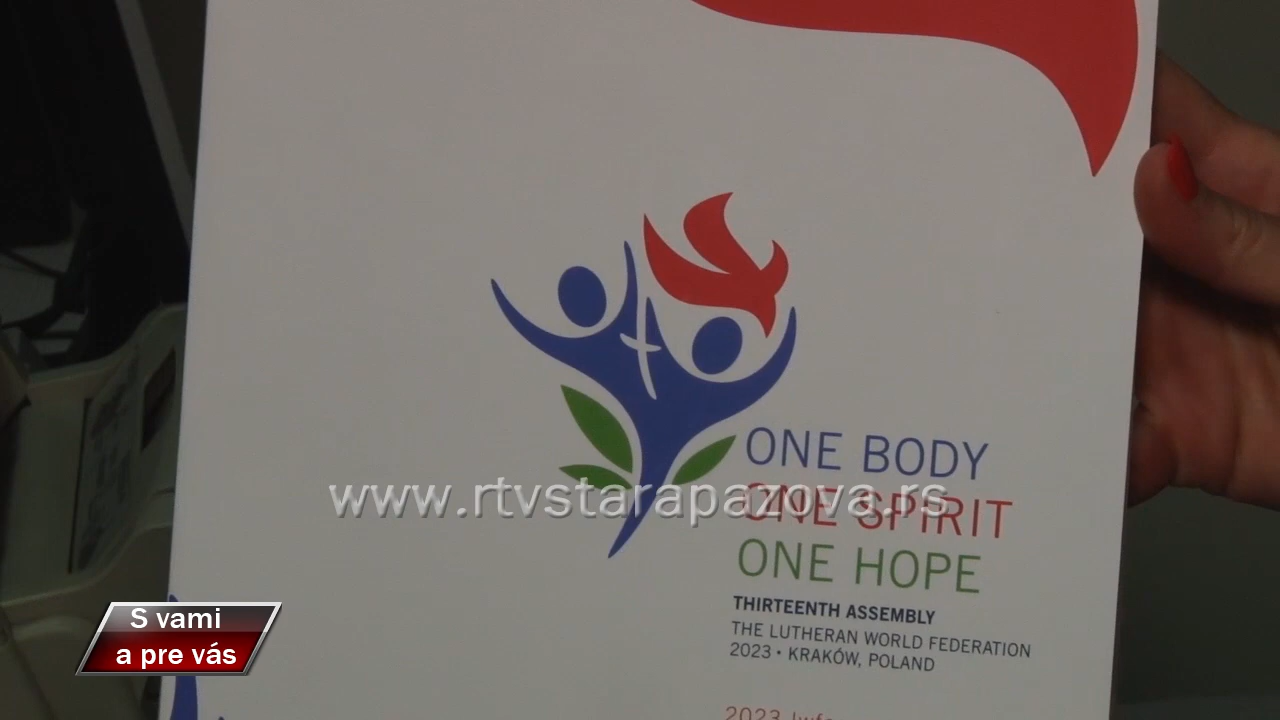 ONE BODY
ONE SPIRIT
ONE HOPE
THIRTEENTH ASSEMBLY
THE LUTHERAN WORLD FEDERATION
2023 • KRAKÓW, POLAND
www.rtvstarapazova.rs
S vami
a pre vás